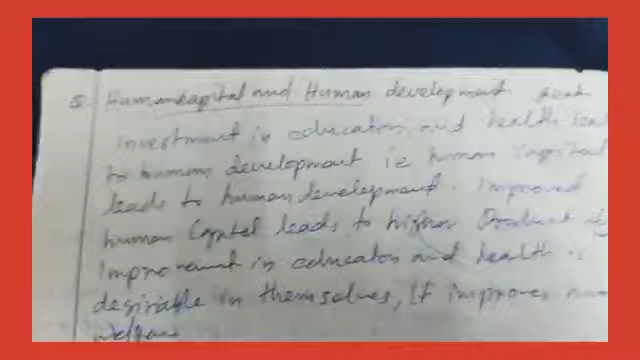 5. Human Capital and Human development
Investment in education and health
to human development ie human capital
leads to human development. Improved
human Capital leads to higher
Improvement in education and health is
desirable in themselves, It improves
welfare